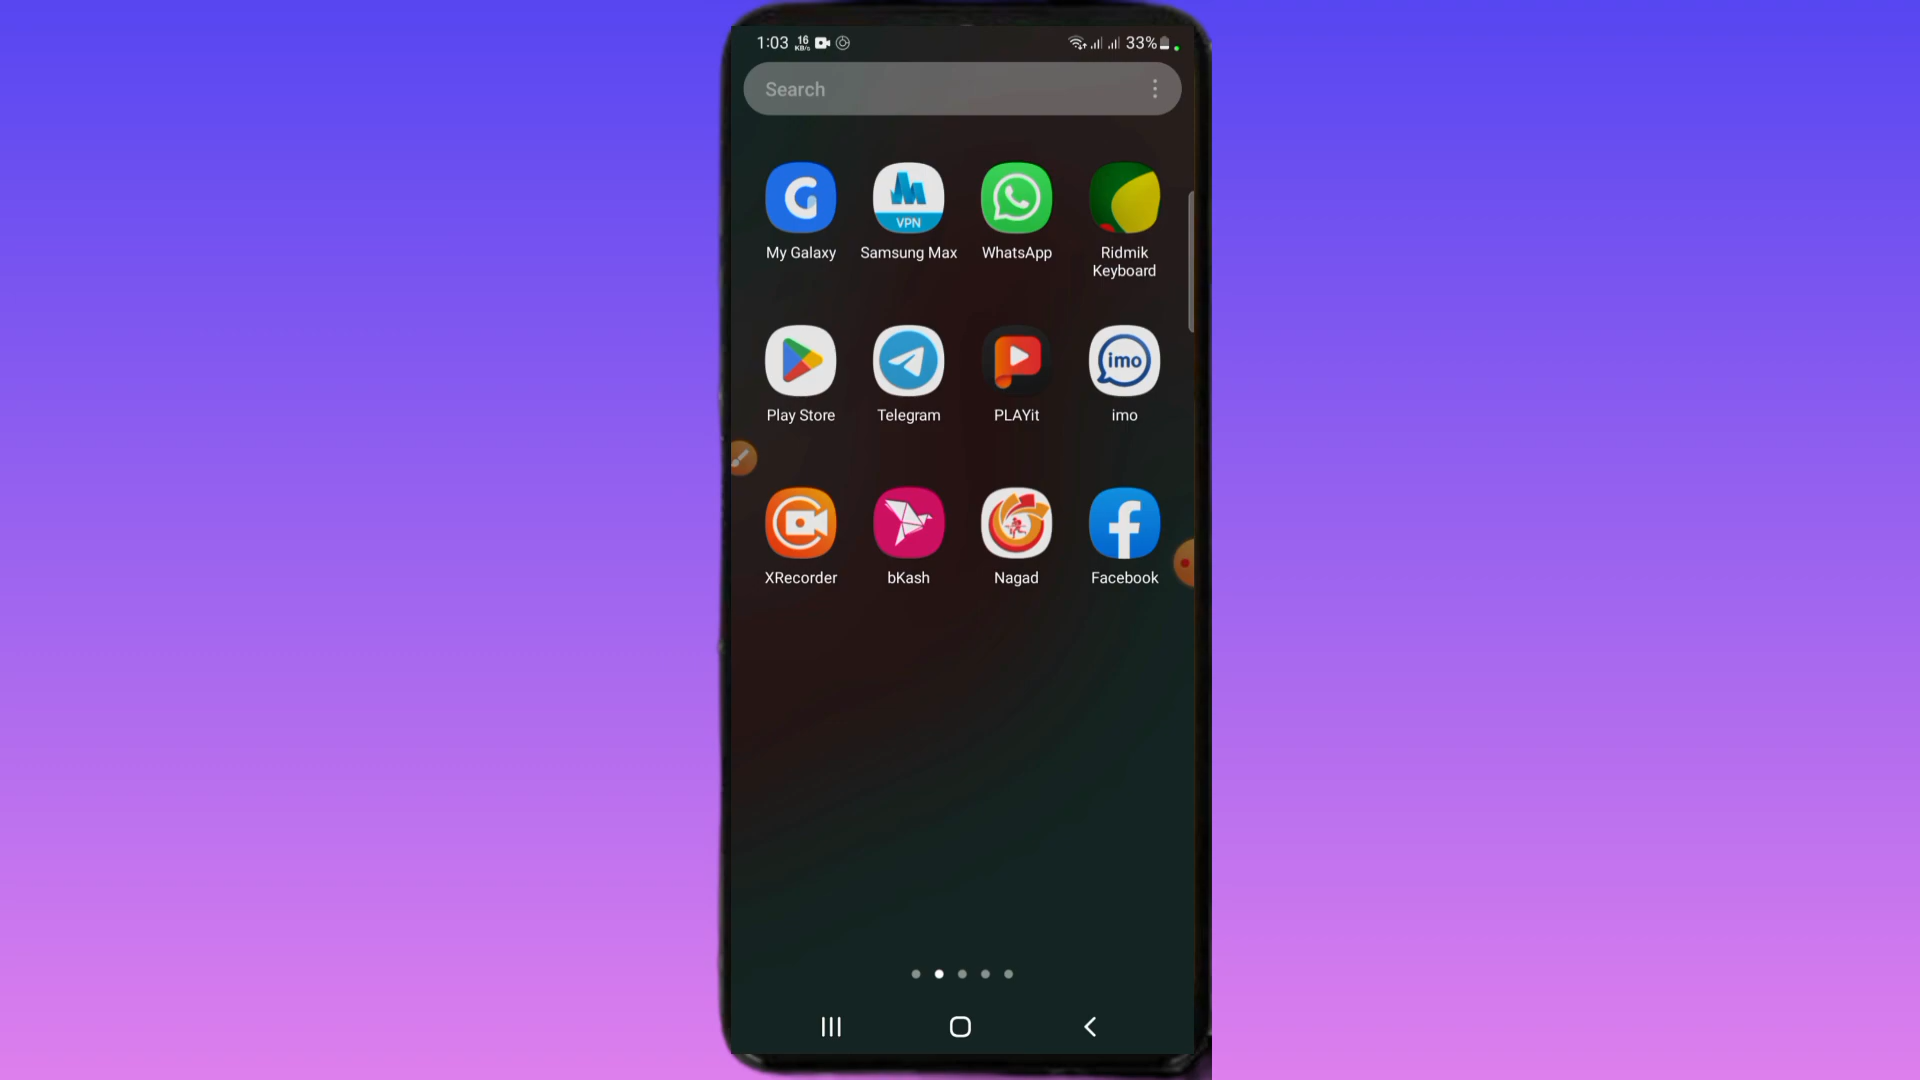 1:03 16 KB/s 33%
Search
VPN
My Galaxy Samsung Max WhatsApp Ridmik
Keyboard
imo
Play Store Telegram PLAYit imo
XRecorder bKash Nagad Facebook